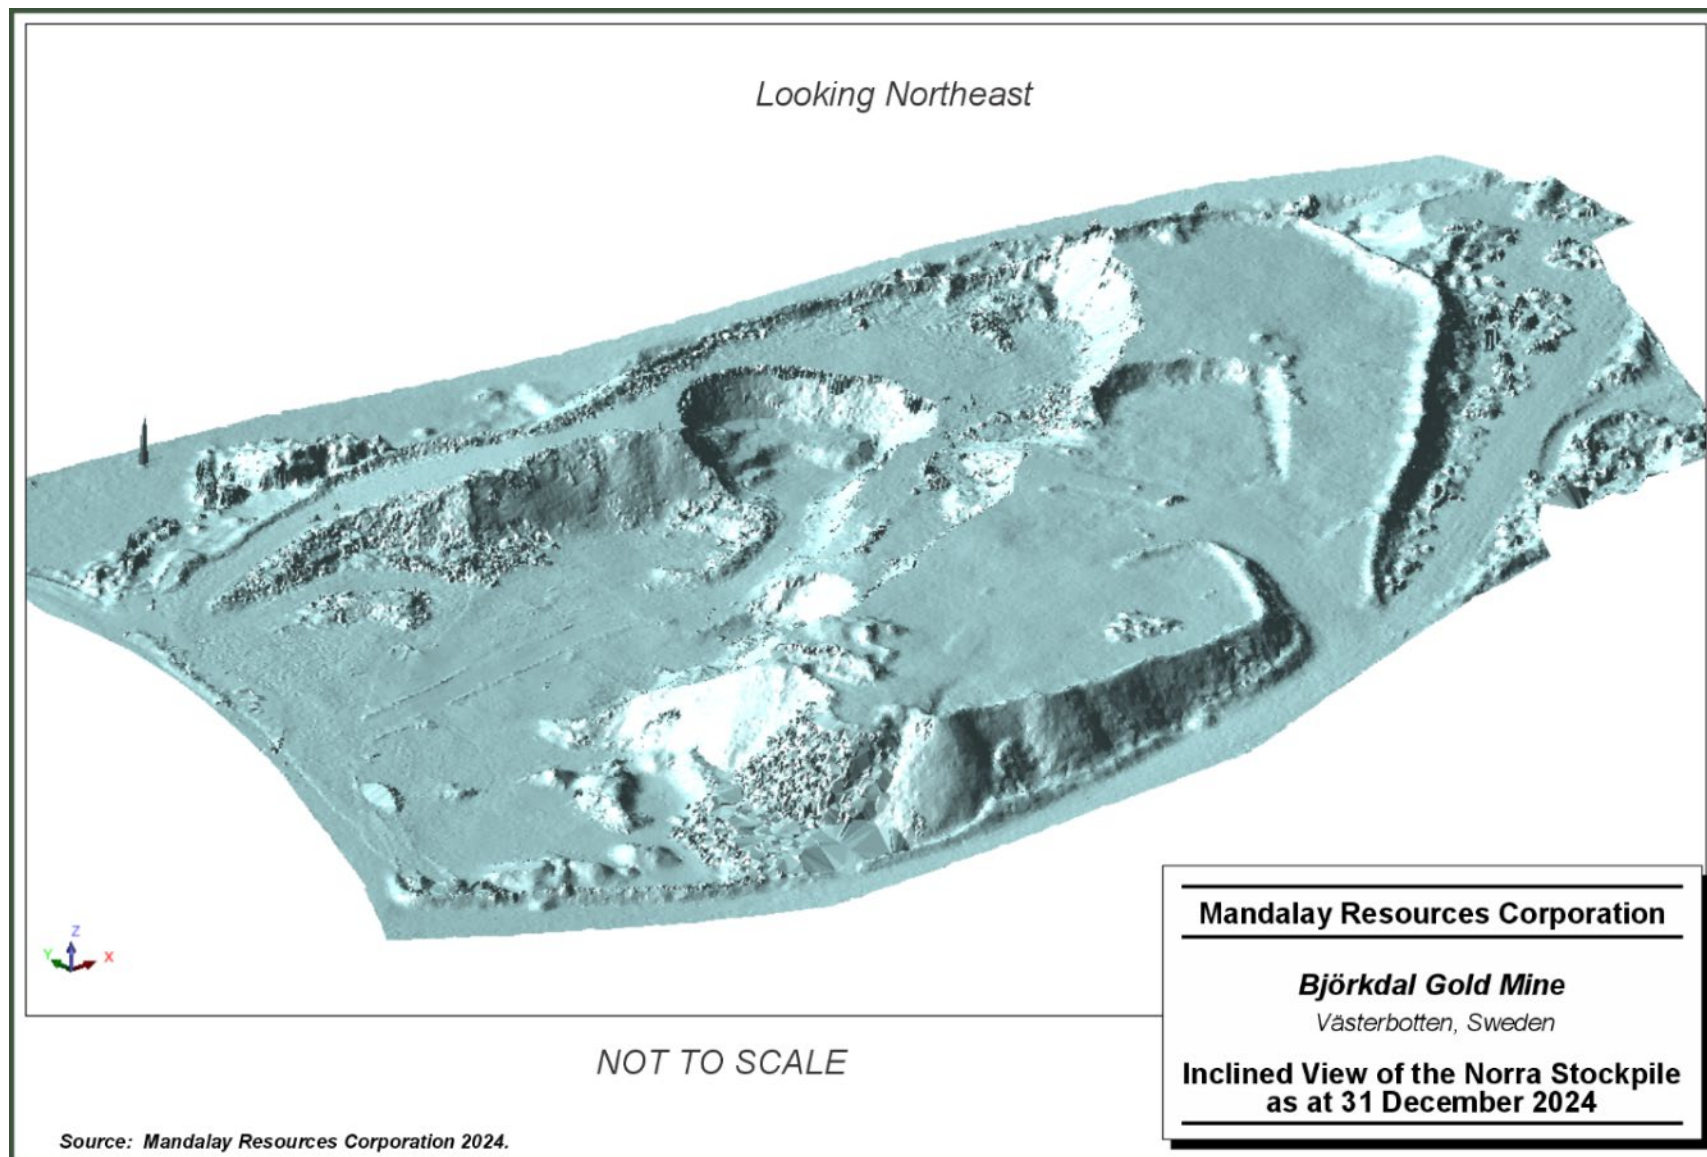 Looking Northeast
Z
Y
X
Mandalay Resources Corporation
Björkdal Gold Mine
Västerbotten, Sweden
Inclined View of the Norra Stockpile
as at 31 December 2024
NOT TO SCALE
Source: Mandalay Resources Corporation 2024.